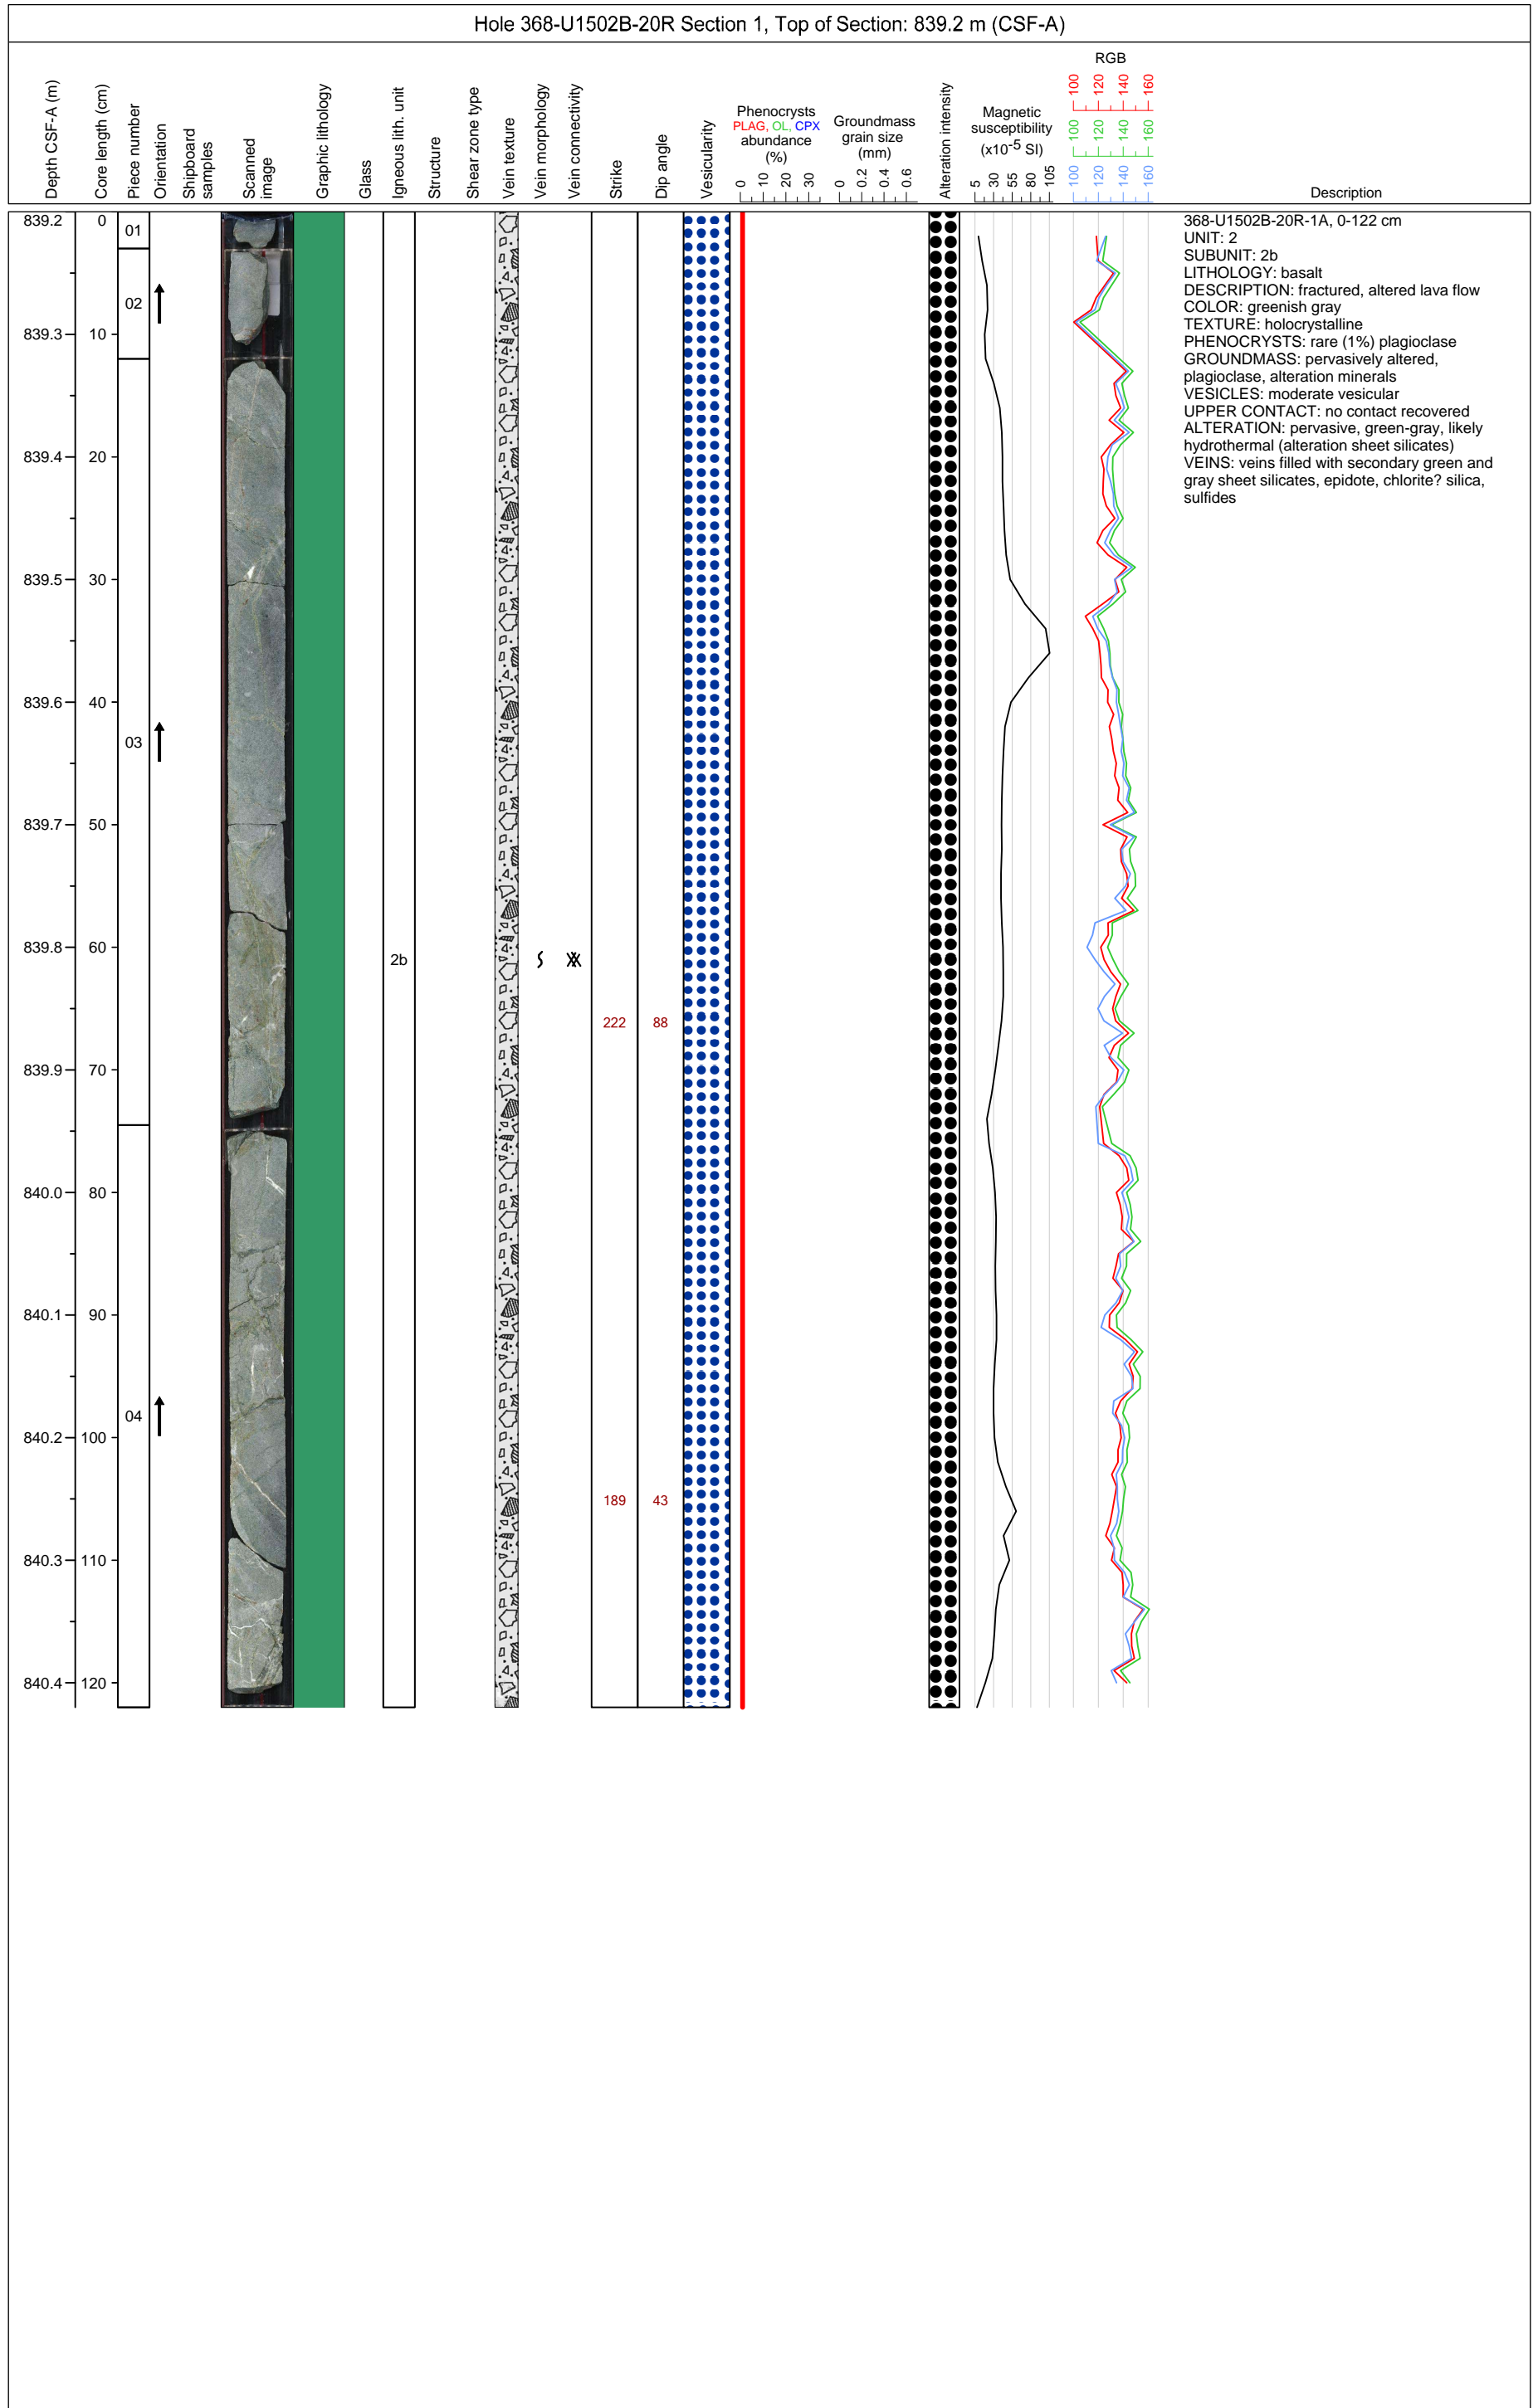 Hole 368-U1502B-20R Section 1, Top of Section: 839.2 m (CSF-A)
Depth CSF-A (m)
Core length (cm)
Piece number
Orientation
Shipboard
samples
Scanned
image
Graphic lithology
Glass
Igneous lith. unit
Structure
Shear zone type
Vein texture
Vein morphology
Vein connectivity
Strike
Dip angle
Vesicularity
Phenocrysts
PLAG, OL, CPX
abundance
(%)
0 10 20 30
Groundmass
grain size
(mm)
0 0.2 0.4 0.6
Alteration intensity
Magnetic
susceptibility
(x10-5 SI)
5 30 55 80 105
RGB
100 120 140 160
100 120 140 160
100 120 140 160
Description
839.2 0
839.3 10
839.4 20
839.5 30
839.6 40
839.7 50
839.8 60
839.9 70
840.0 80
840.1 90
840.2 100
840.3 110
840.4 120
01
02
03
04
2b
222 88
189 43
368-U1502B-20R-1A, 0-122 cm
UNIT: 2
SUBUNIT: 2b
LITHOLOGY: basalt
DESCRIPTION: fractured, altered lava flow
COLOR: greenish gray
TEXTURE: holocrystalline
PHENOCRYSTS: rare (1%) plagioclase
GROUNDMASS: pervasively altered,
plagioclase, alteration minerals
VESICLES: moderate vesicular
UPPER CONTACT: no contact recovered
ALTERATION: pervasive, green-gray, likely
hydrothermal (alteration sheet silicates)
VEINS: veins filled with secondary green and
gray sheet silicates, epidote, chlorite? silica,
sulfides